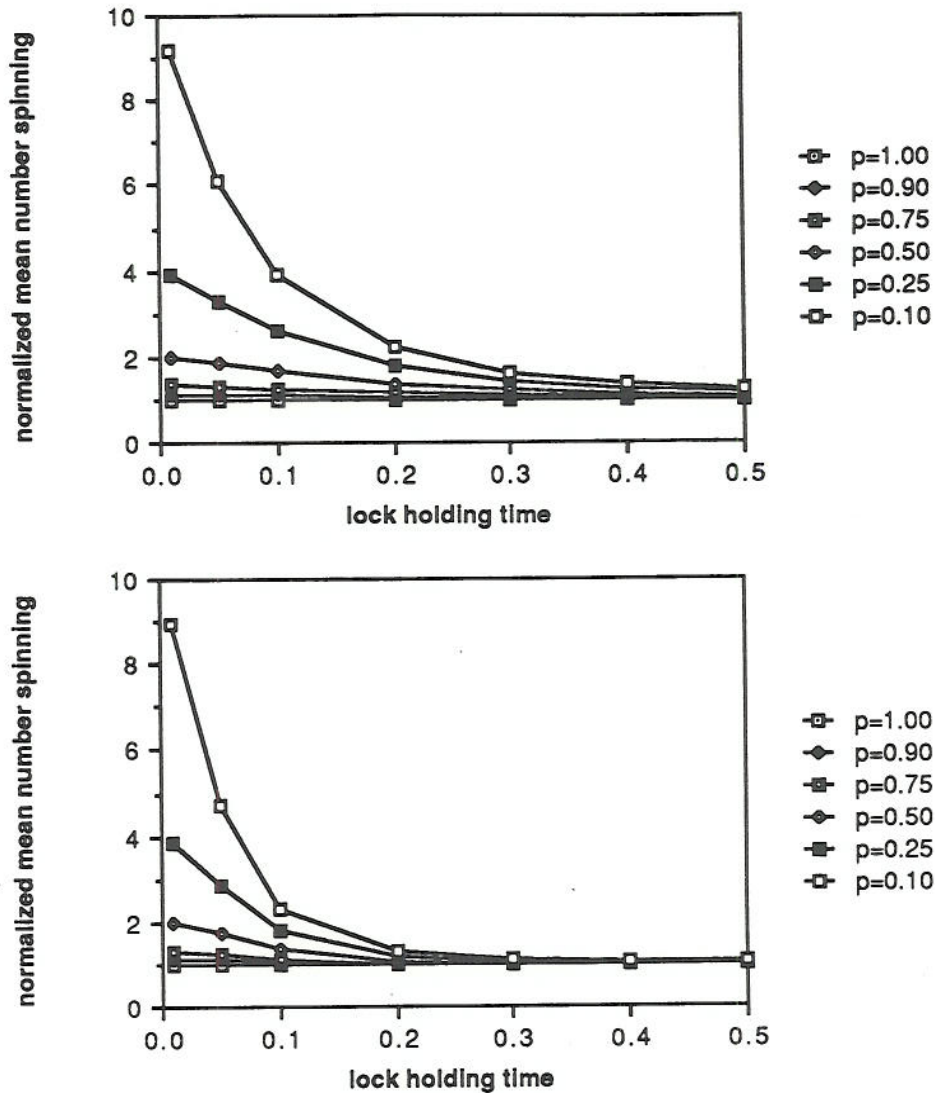 normalized mean number spinning
10
8
6
4
2
0
0.0 0.1 0.2 0.3 0.4 0.5
lock holding time
p=1.00
p=0.90
p=0.75
p=0.50
p=0.25
p=0.10
normalized mean number spinning
10
8
6
4
2
0
0.0 0.1 0.2 0.3 0.4 0.5
lock holding time
p=1.00
p=0.90
p=0.75
p=0.50
p=0.25
p=0.10